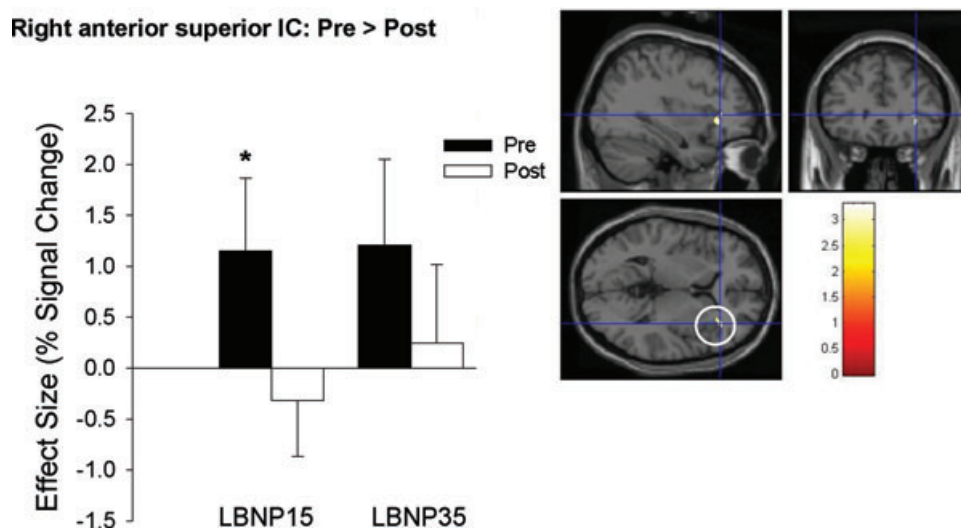 Right anterior superior IC: Pre > Post
Effect Size (% Signal Change)
2.5
2.0
1.5
1.0
0.5
0.0
-0.5
-1.0
-1.5
*
Pre
Post
LBNP15
LBNP35
3
2.5
2
1.5
1
0.5
0